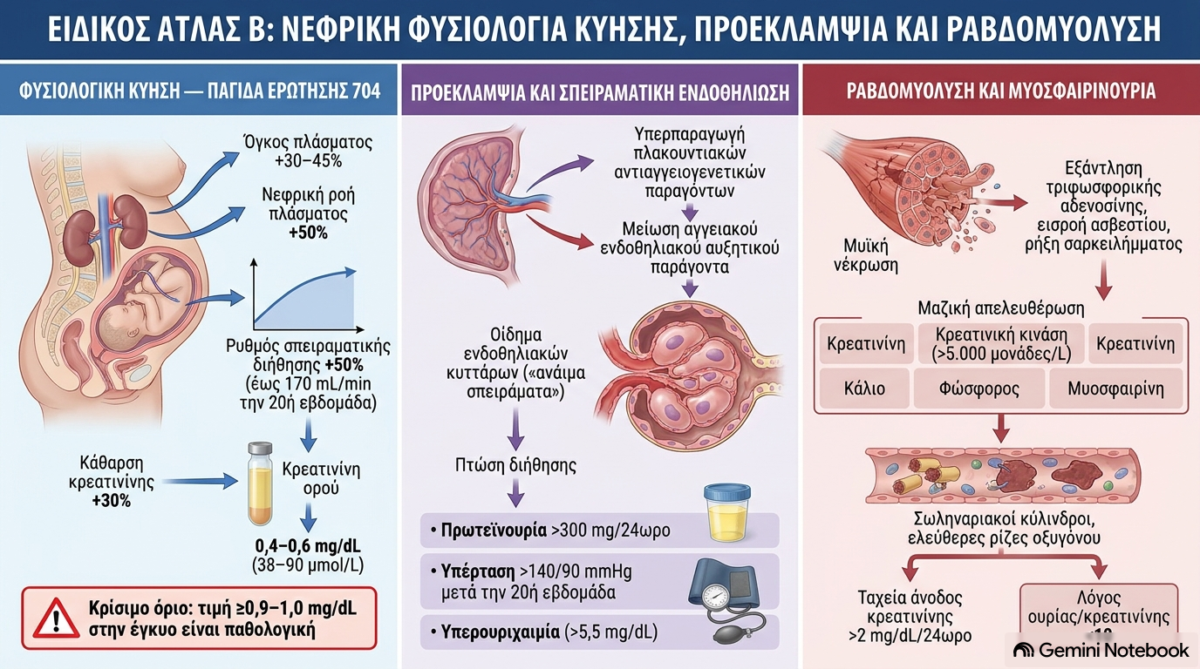 ΕΙΔΙΚΟΣ ΑΤΛΑΣ Β: ΝΕΦΡΙΚΗ ΦΥΣΙΟΛΟΓΙΑ ΚΥΗΣΗΣ, ΠΡΟΕΚΛΑΜΨΙΑ ΚΑΙ ΡΑΒΔΟΜΥΟΛΥΣΗ
ΦΥΣΙΟΛΟΓΙΚΗ ΚΥΗΣΗ — ΠΑΓΙΔΑ ΕΡΩΤΗΣΗΣ 704
Όγκος πλάσματος
+30–45%
Νεφρική ροή
πλάσματος
+50%
Ρυθμός σπειραματικής
διήθησης +50%
(έως 170 mL/min
την 20ή εβδομάδα)
Κάθαρση
κρεατινίνης
+30%
Κρεατινίνη
ορού
0,4–0,6 mg/dL
(38–90 μmol/L)
Κρίσιμο όριο: τιμή ≥0,9–1,0 mg/dL
στην έγκυο είναι παθολογική
ΠΡΟΕΚΛΑΜΨΙΑ ΚΑΙ ΣΠΕΙΡΑΜΑΤΙΚΗ ΕΝΔΟΘΗΛΙΩΣΗ
Υπερπαραγωγή
πλακουντιακών
αντιαγγειογενετικών
παραγόντων
Μείωση αγγειακού
ενδοθηλιακού αυξητικού
παράγοντα
Οίδημα
ενδοθηλιακών
κυττάρων («ανάιμα
σπειράματα»)
Πτώση διήθησης
• Πρωτεϊνουρία >300 mg/24ωρο
• Υπέρταση >140/90 mmHg
μετά την 20ή εβδομάδα
• Υπερουριχαιμία (>5,5 mg/dL)
ΡΑΒΔΟΜΥΟΛΥΣΗ ΚΑΙ ΜΥΟΣΦΑΙΡΙΝΟΥΡΙΑ
Μυϊκή
νέκρωση
Εξάντληση
τριφωσφορικής
αδενοσίνης,
εισροή ασβεστίου,
ρήξη σαρκειλήμματος
Μαζική απελευθέρωση
Κρεατινίνη
Κρεατινική κινάση
(>5.000 μονάδες/L)
Κρεατινίνη
Κάλιο
Φώσφορος
Μυοσφαιρίνη
Σωληναριακοί κύλινδροι,
ελεύθερες ρίζες οξυγόνου
Ταχεία άνοδος
κρεατινίνης
>2 mg/dL/24ωρο
Λόγος
ουρίας/κρεατινίνης
Gemini Notebook